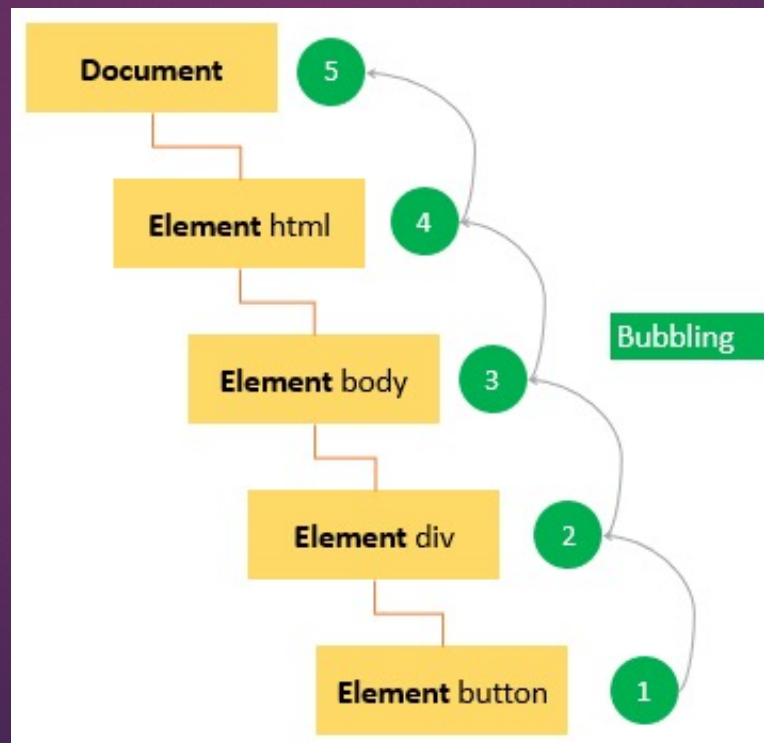 Document
5
Element html
4
Bubbling
Element body
3
Element div
2
Element button
1